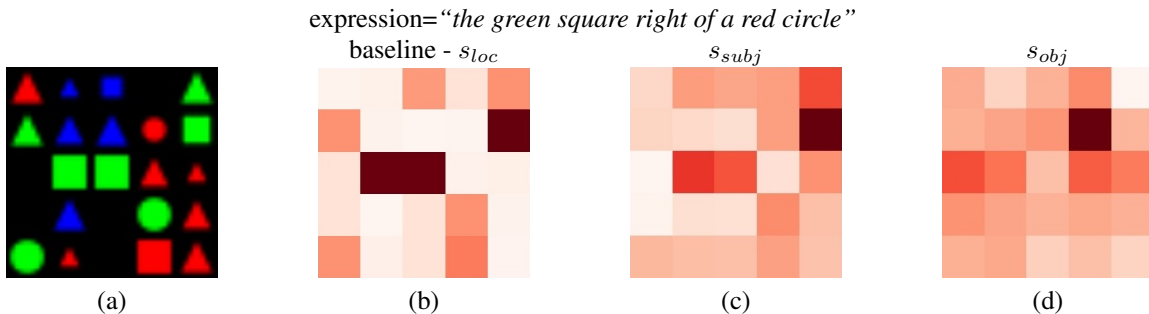 expression=“the green square right of a red circle”
baseline - s_loc s_subj s_obj
(a) (b) (c) (d)